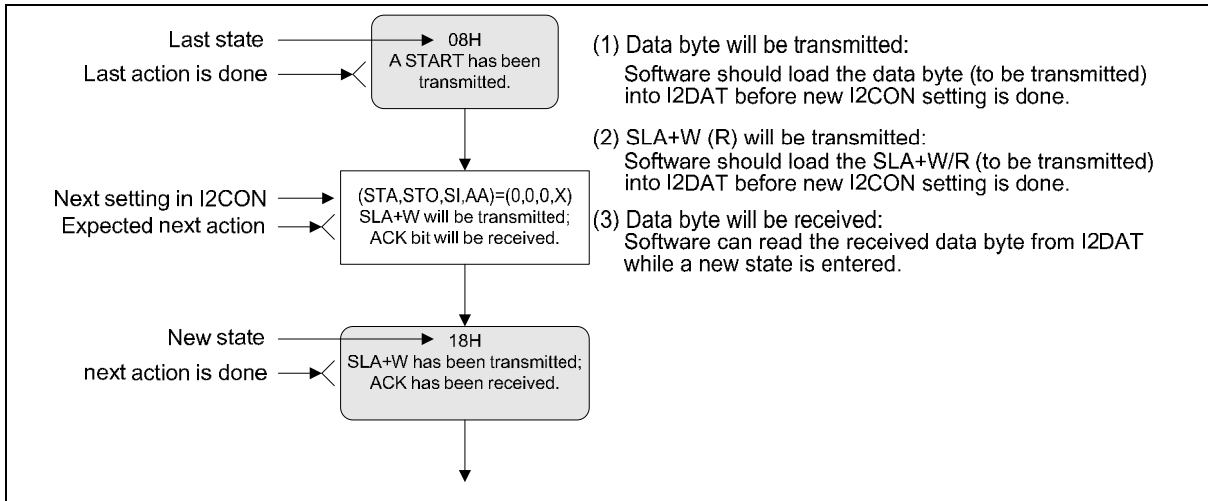 Last state
Last action is done
08H
A START has been
transmitted.
Next setting in I2CON
Expected next action
(STA,STO,SI,AA)=(0,0,0,X)
SLA+W will be transmitted;
ACK bit will be received.
New state
next action is done
18H
SLA+W has been transmitted;
ACK has been received.
(1) Data byte will be transmitted:
Software should load the data byte (to be transmitted)
into I2DAT before new I2CON setting is done.
(2) SLA+W (R) will be transmitted:
Software should load the SLA+W/R (to be transmitted)
into I2DAT before new I2CON setting is done.
(3) Data byte will be received:
Software can read the received data byte from I2DAT
while a new state is entered.